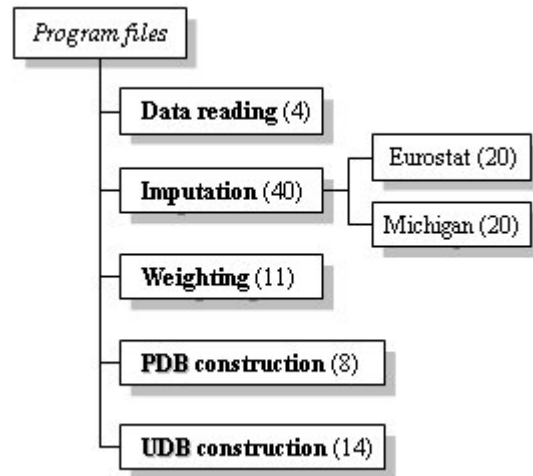 Program files
Data reading (4)
Imputation (40)
Eurostat (20)
Michigan (20)
Weighting (11)
PDB construction (8)
UDB construction (14)